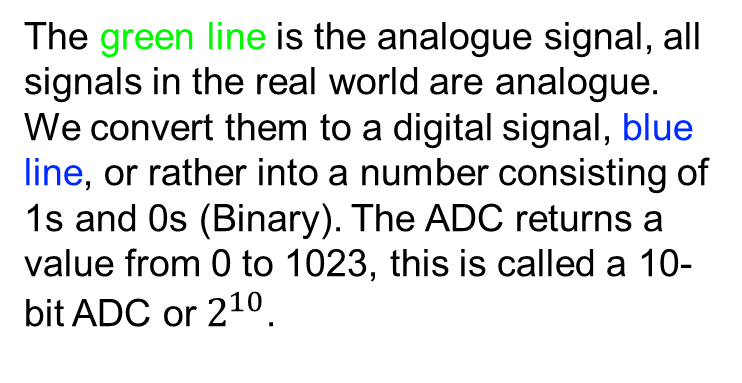 The green line is the analogue signal, all
signals in the real world are analogue.
We convert them to a digital signal, blue
line, or rather into a number consisting of
1s and 0s (Binary). The ADC returns a
value from 0 to 1023, this is called a 10-
bit ADC or 2¹⁰.